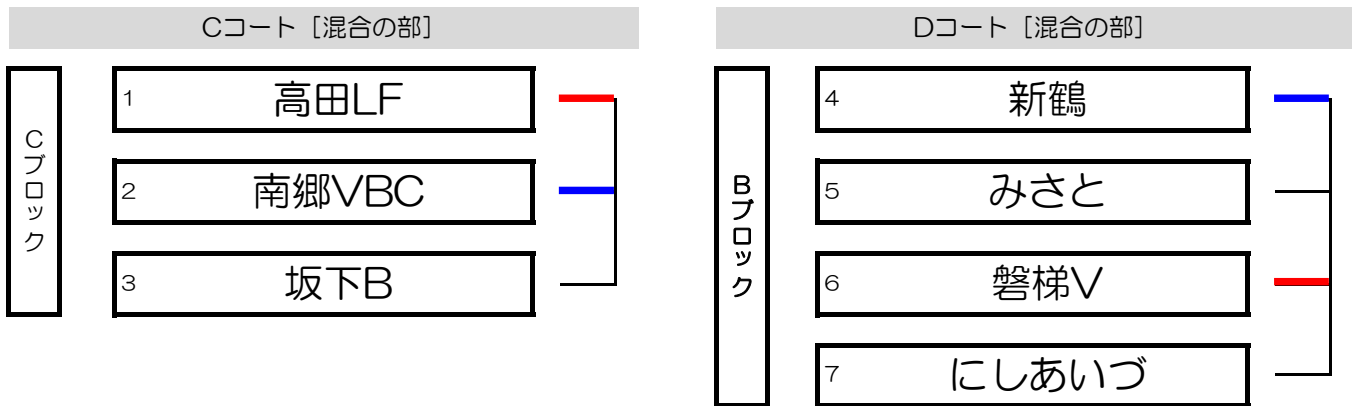 Cコート［混合の部］
Cブロック
1 高田LF
2 南郷VBC
3 坂下B
Dコート［混合の部］
Bブロック
4 新鶴
5 みさと
6 磐梯V
7 にしあいづ